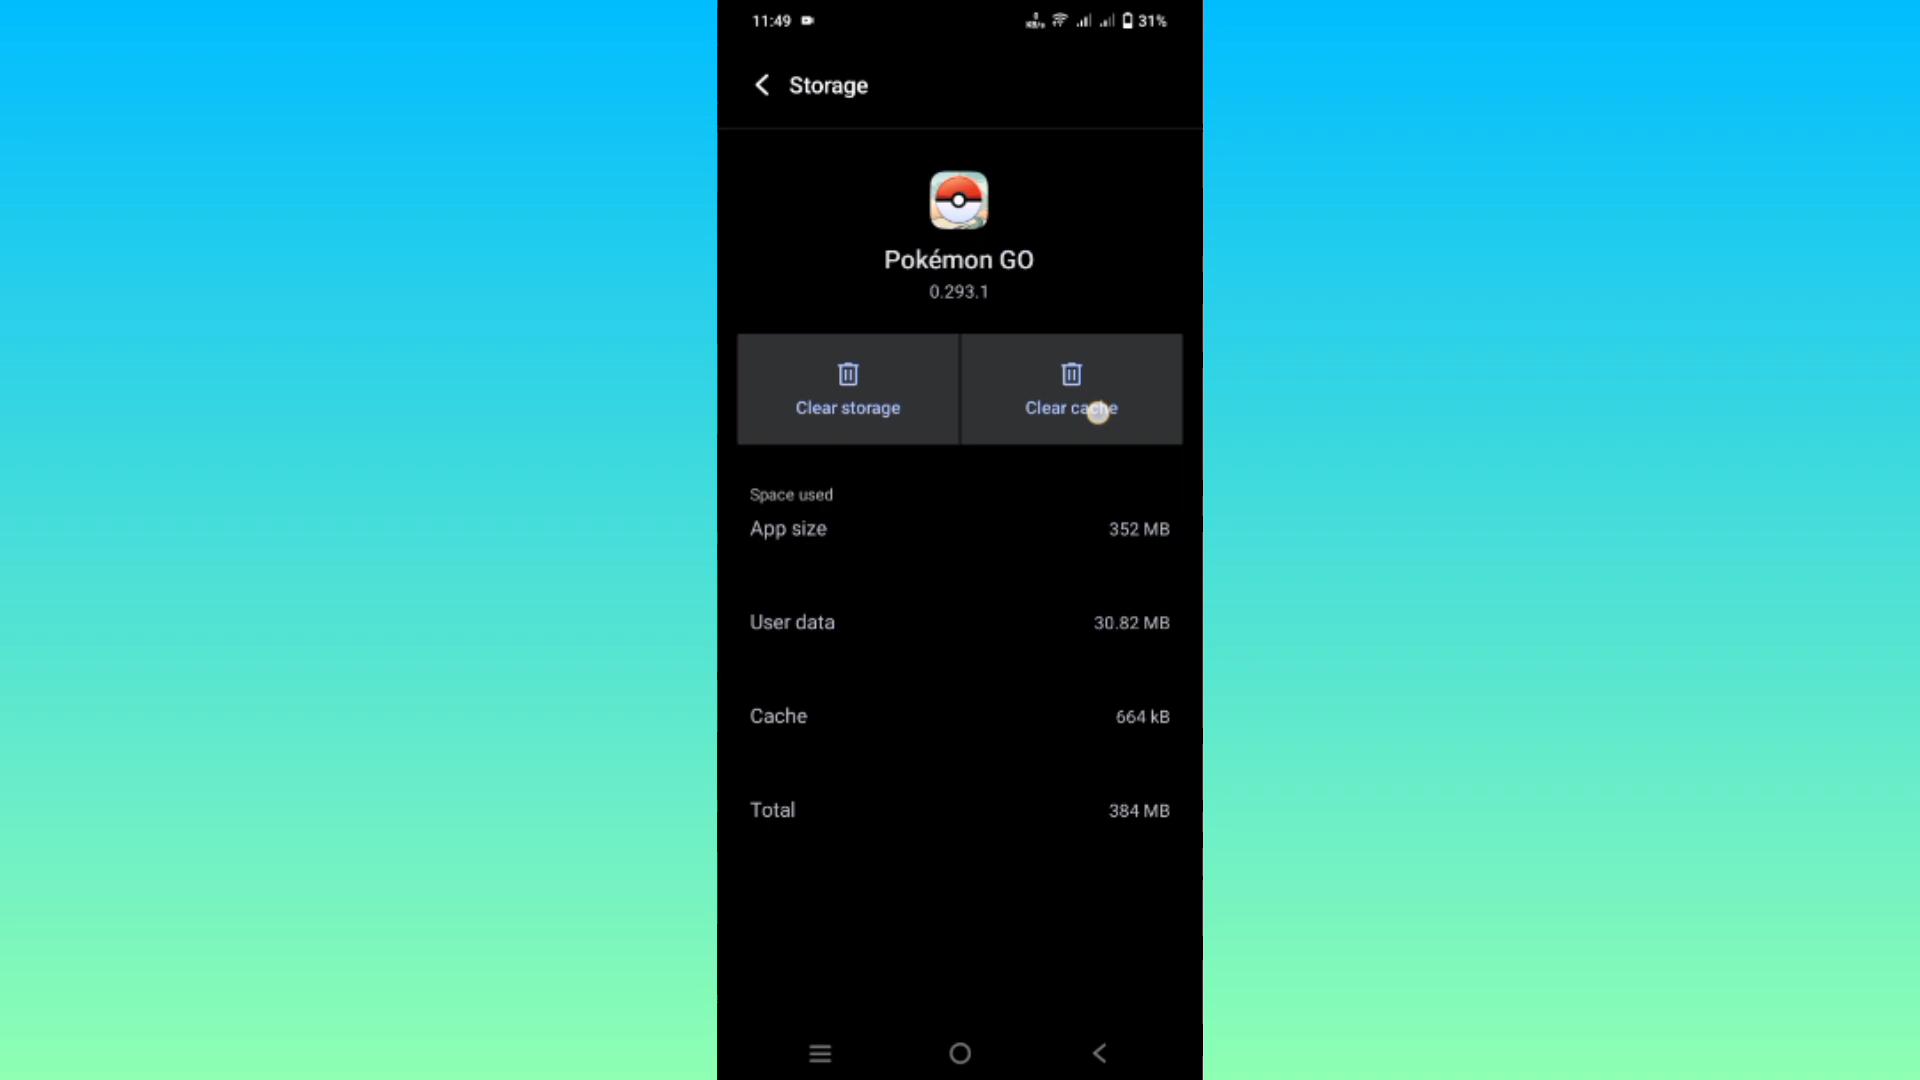 11:49
31%
Storage
Pokémon GO
0.293.1
Clear storage
Clear cache
Space used
App size 352 MB
User data 30.82 MB
Cache 664 kB
Total 384 MB